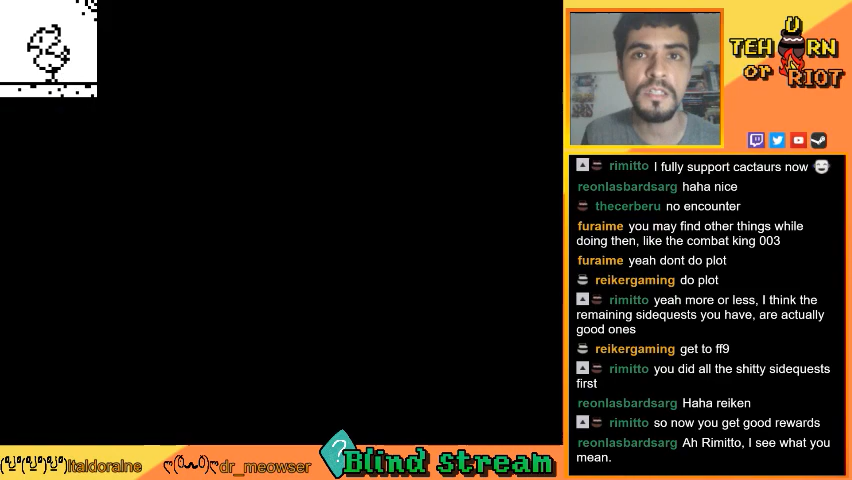 U
TEH RN
or RIOT
rimitto I fully support cactaurs now
reonlasbardsarg haha nice
thecerberu no encounter
furaime you may find other things while
doing then, like the combat king 003
furaime yeah dont do plot
reikergaming do plot
rimitto yeah more or less, I think the
remaining sidequests you have, are actually
good ones
reikergaming get to ff9
rimitto you did all the shitty sidequests
first
reonlasbardsarg Haha reiken
rimitto so now you get good rewards
reonlasbardsarg Ah Rimitto, I see what you
mean.
Italdoraine dr_meowser ? Blind stream